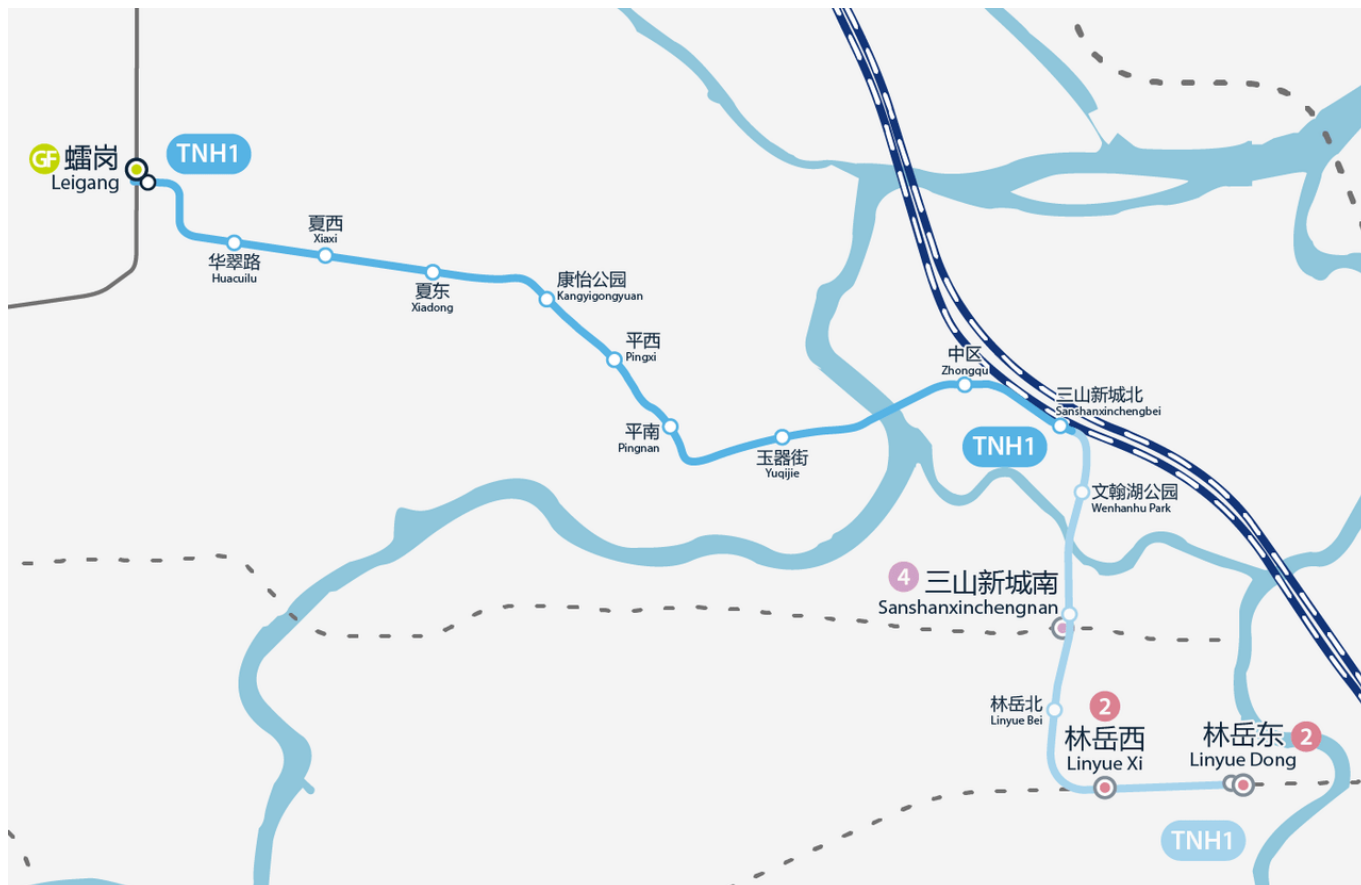 GF 蠕岗
Leigang
TNH1
夏西
Xiaxi
华翠路
Huacuilu
夏东
Xiadong
康怡公园
Kangyigongyuan
平西
Pingxi
平南
Pingnan
玉器街
Yuqijie
中区
Zhongqu
三山新城北
Sanshanxinchengbei
TNH1
文翰湖公园
Wenhanhu Park
4 三山新城南
Sanshanxinchengnan
林岳北
Linyue Bei
2
林岳西
Linyue Xi
林岳东 2
Linyue Dong
TNH1